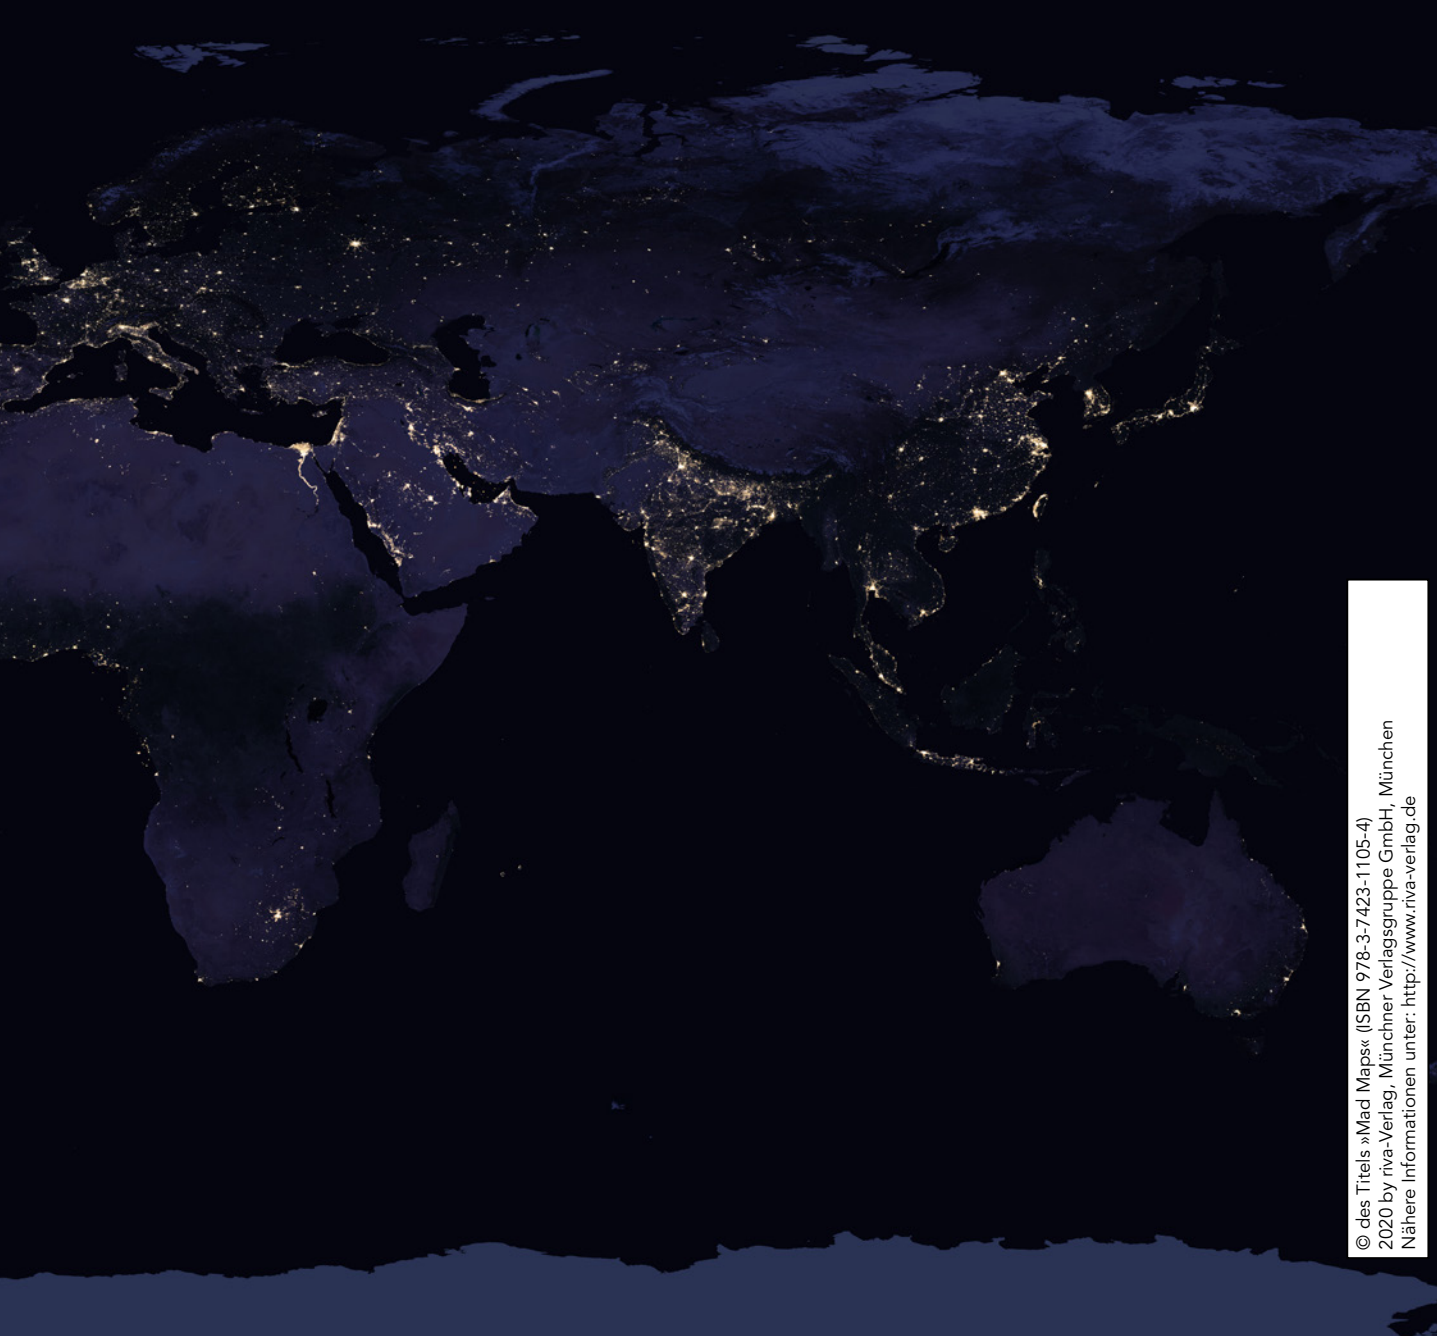 © des Titels »Mad Maps« (ISBN 978-3-7423-1105-4)
2020 by riva-Verlag, Münchner Verlagsgruppe GmbH, München
Nähere Informationen unter: http://www.riva-verlag.de